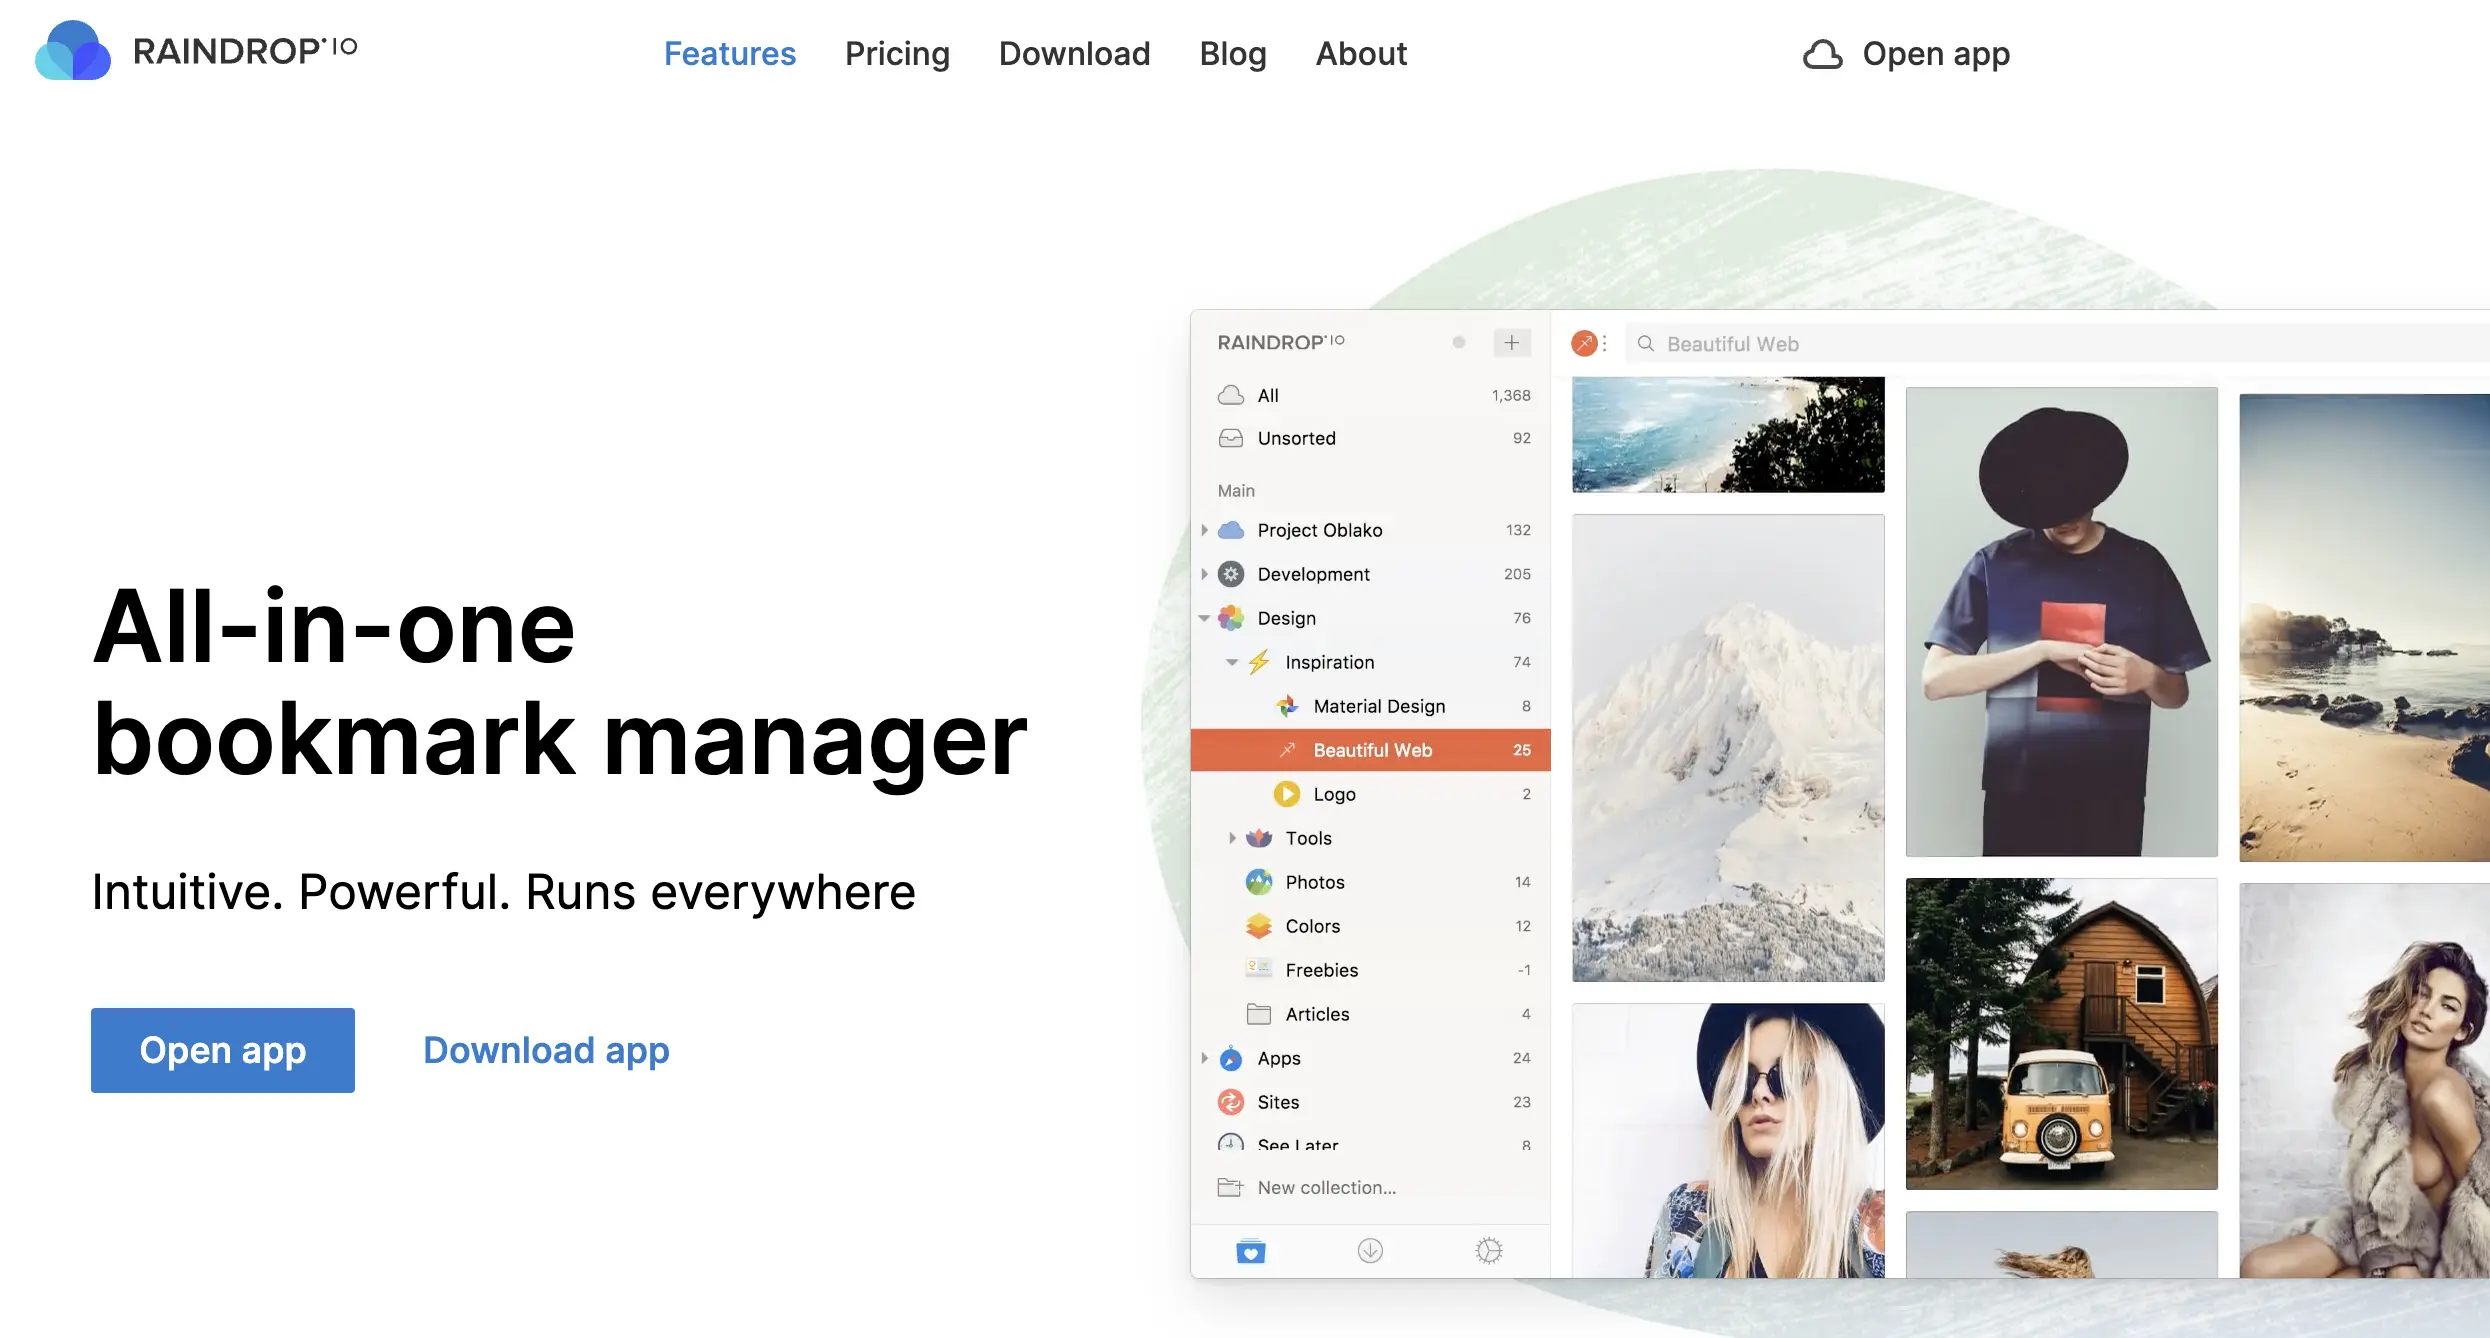 RAINDROP.IO
Features
Pricing
Download
Blog
About
Open app
All-in-one
bookmark manager
Intuitive. Powerful. Runs everywhere
Open app
Download app
RAINDROP.IO
+
All 1,368
Unsorted 92
Main
Project Oblako 132
Development 205
Design 76
Inspiration 74
Material Design 8
Beautiful Web 25
Logo 2
Tools
Photos 14
Colors 12
Freebies -1
Articles 4
Apps 24
Sites 23
See Later 8
New collection...
Beautiful Web